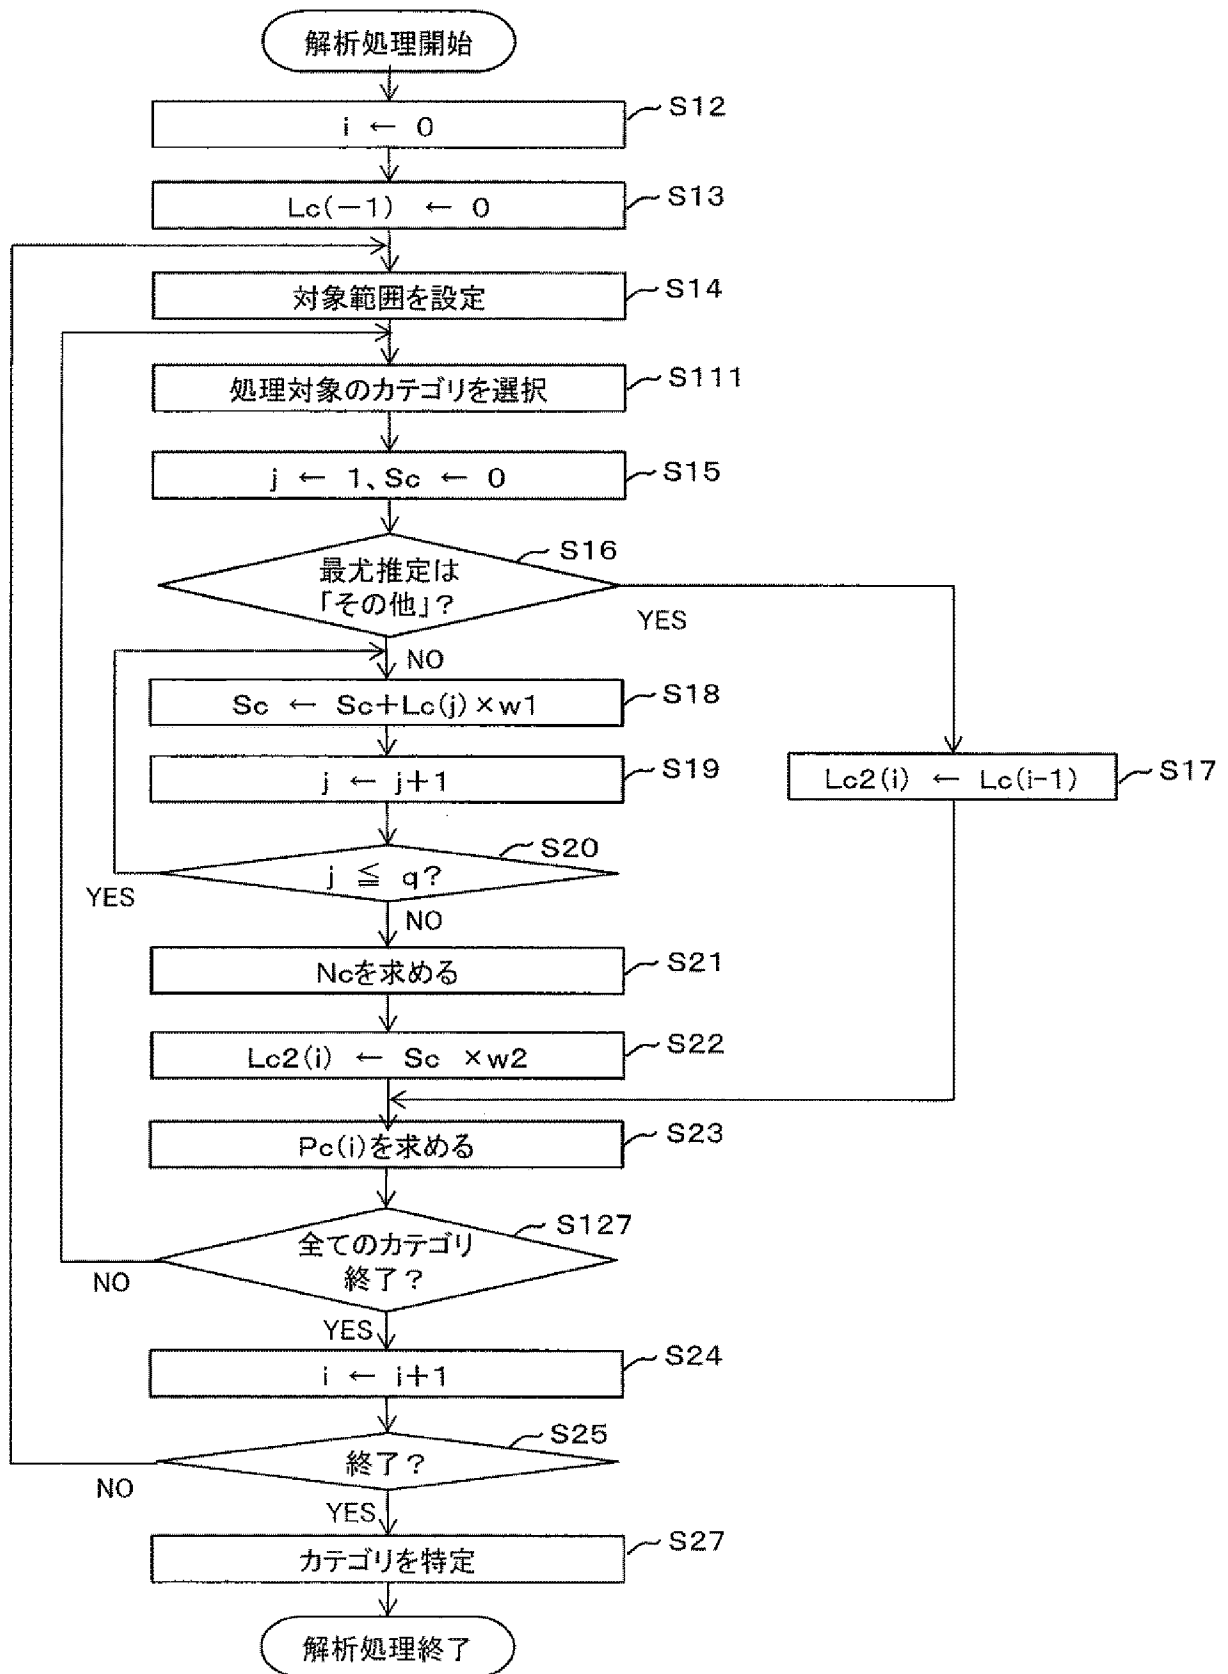 解析処理開始
S12
i ← 0
S13
Lc(-1) ← 0
S14
対象範囲を設定
S111
処理対象のカテゴリを選択
S15
j ← 1、Sc ← 0
S16
最尤推定は
「その他」?
YES
NO
S18
Sc ← Sc+Lc(j)×w1
S19
j ← j+1
S17
Lc2(i) ← Lc(i-1)
S20
j ≦ q?
YES
NO
S21
Ncを求める
S22
Lc2(i) ← Sc ×w2
S23
Pc(i)を求める
S127
全てのカテゴリ
終了?
NO
YES
S24
i ← i+1
S25
終了?
NO
YES
S27
カテゴリを特定
解析処理終了